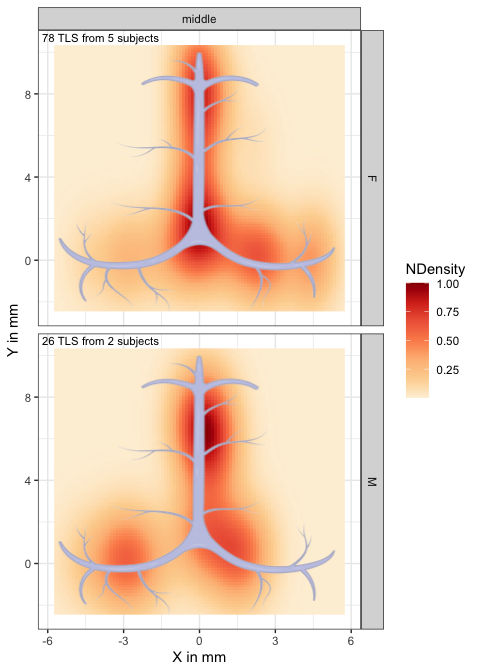 middle
78 TLS from 5 subjects
8
4
0
F
Y in mm
NDensity
1.00
0.75
0.50
0.25
26 TLS from 2 subjects
8
4
0
M
-6
-3
0
3
6
X in mm